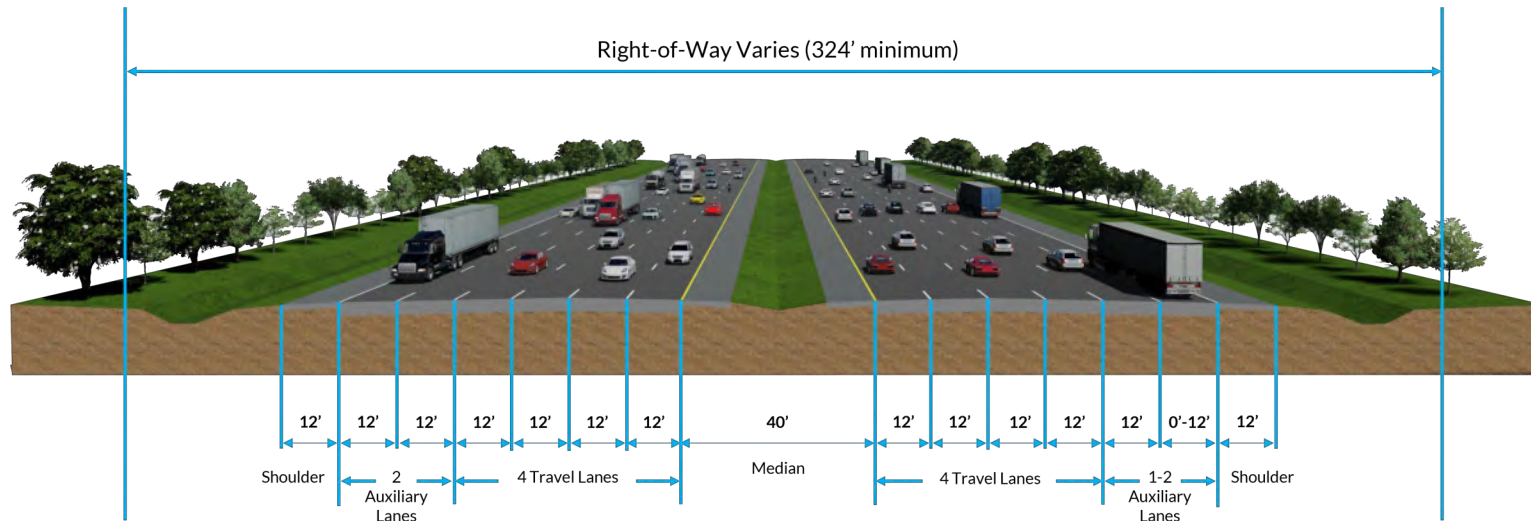 Right-of-Way Varies (324’ minimum)
12’ 12’ 12’ 12’ 12’ 12’ 12’ 40’ 12’ 12’ 12’ 12’ 12’ 0’-12’ 12’
Shoulder
2
Auxiliary
Lanes
4 Travel Lanes
Median
4 Travel Lanes
1-2
Auxiliary
Lanes
Shoulder